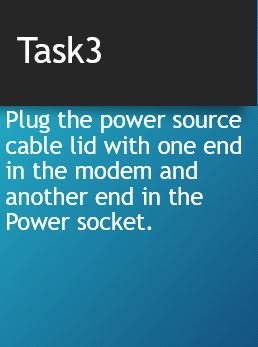 Task3
Plug the power source
cable lid with one end
in the modem and
another end in the
Power socket.